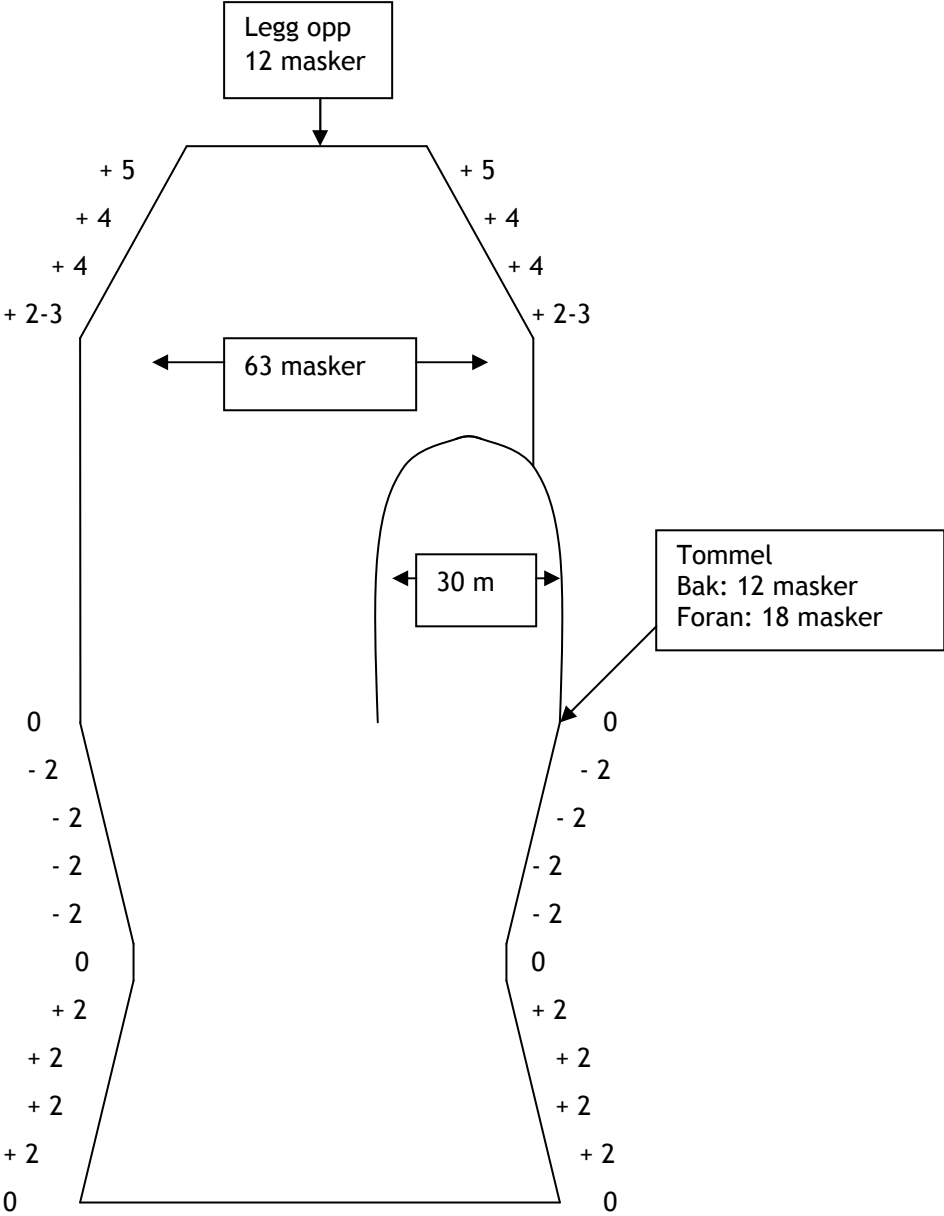 Legg opp
12 masker
+ 5 + 5
+ 4 + 4
+ 4 + 4
+ 2-3 + 2-3
63 masker
Tommel
Bak: 12 masker
Foran: 18 masker
30 m
0 0
- 2 - 2
- 2 - 2
- 2 - 2
- 2 - 2
0 0
+ 2 + 2
+ 2 + 2
+ 2 + 2
+ 2 + 2
0 0